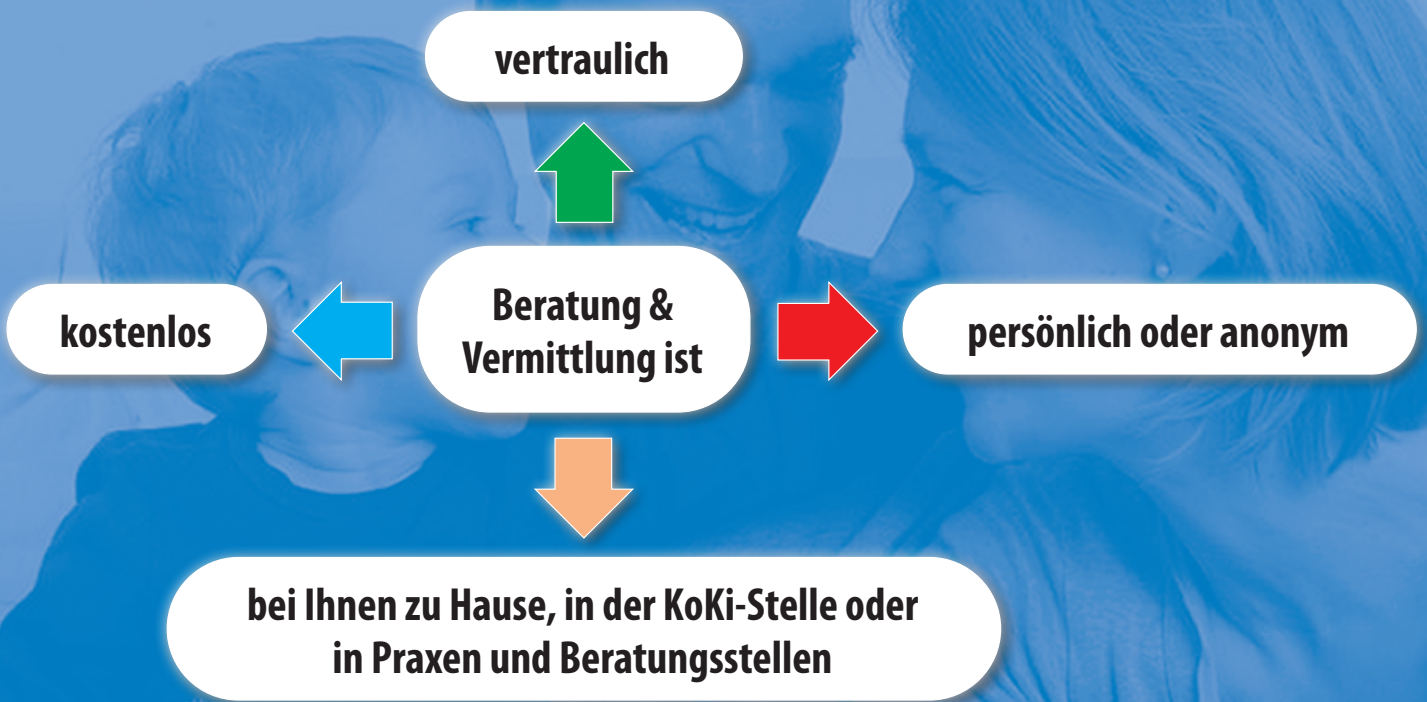 vertraulich
kostenlos
Beratung &
Vermittlung ist
persönlich oder anonym
bei Ihnen zu Hause, in der KoKi-Stelle oder
in Praxen und Beratungsstellen